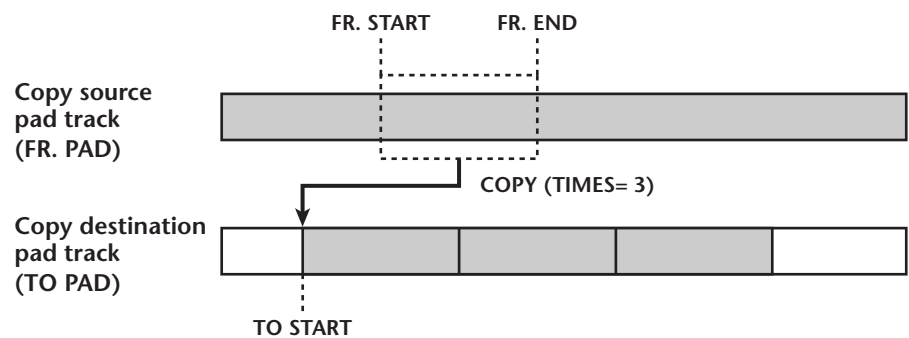 FR. START FR. END
Copy source
pad track
(FR. PAD)
COPY (TIMES= 3)
Copy destination
pad track
(TO PAD)
TO START